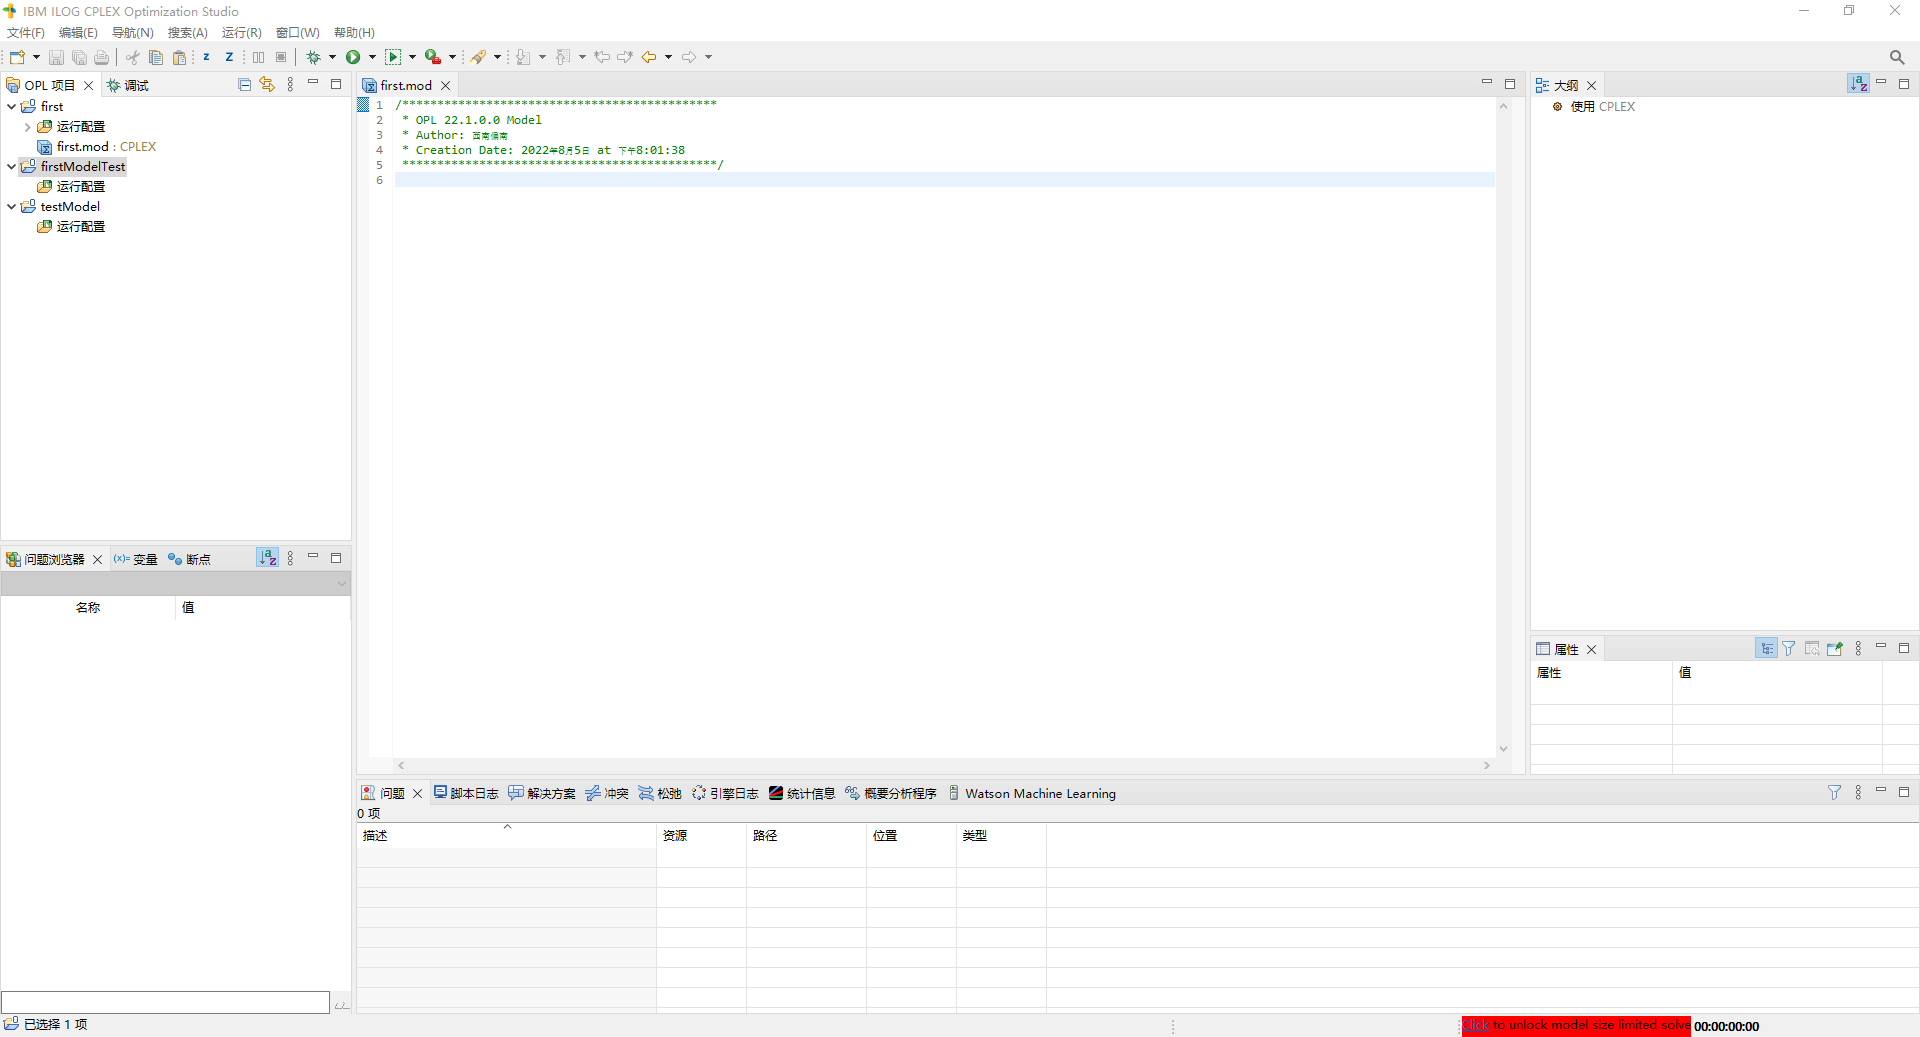 IBM ILOG CPLEX Optimization Studio
文件(F) 编辑(E) 导航(N) 搜索(A) 运行(R) 窗口(W) 帮助(H)
OPL 项目
调试
first
运行配置
first.mod : CPLEX
firstModelTest
运行配置
testModel
运行配置
first.mod
1 /*********************************************
2 * OPL 22.1.0.0 Model
3 * Author: 西南偏南
4 * Creation Date: 2022年8月5日 at 下午8:01:38
5 *********************************************/
6
大纲
使用 CPLEX
问题浏览器
(x)= 变量
断点
名称 值
属性
属性 值
问题 脚本日志 解决方案 冲突 松弛 引擎日志 统计信息 概要分析程序 Watson Machine Learning
0 项
描述 资源 路径 位置 类型
已选择 1 项
Click to unlock model size limited solve 00:00:00:00